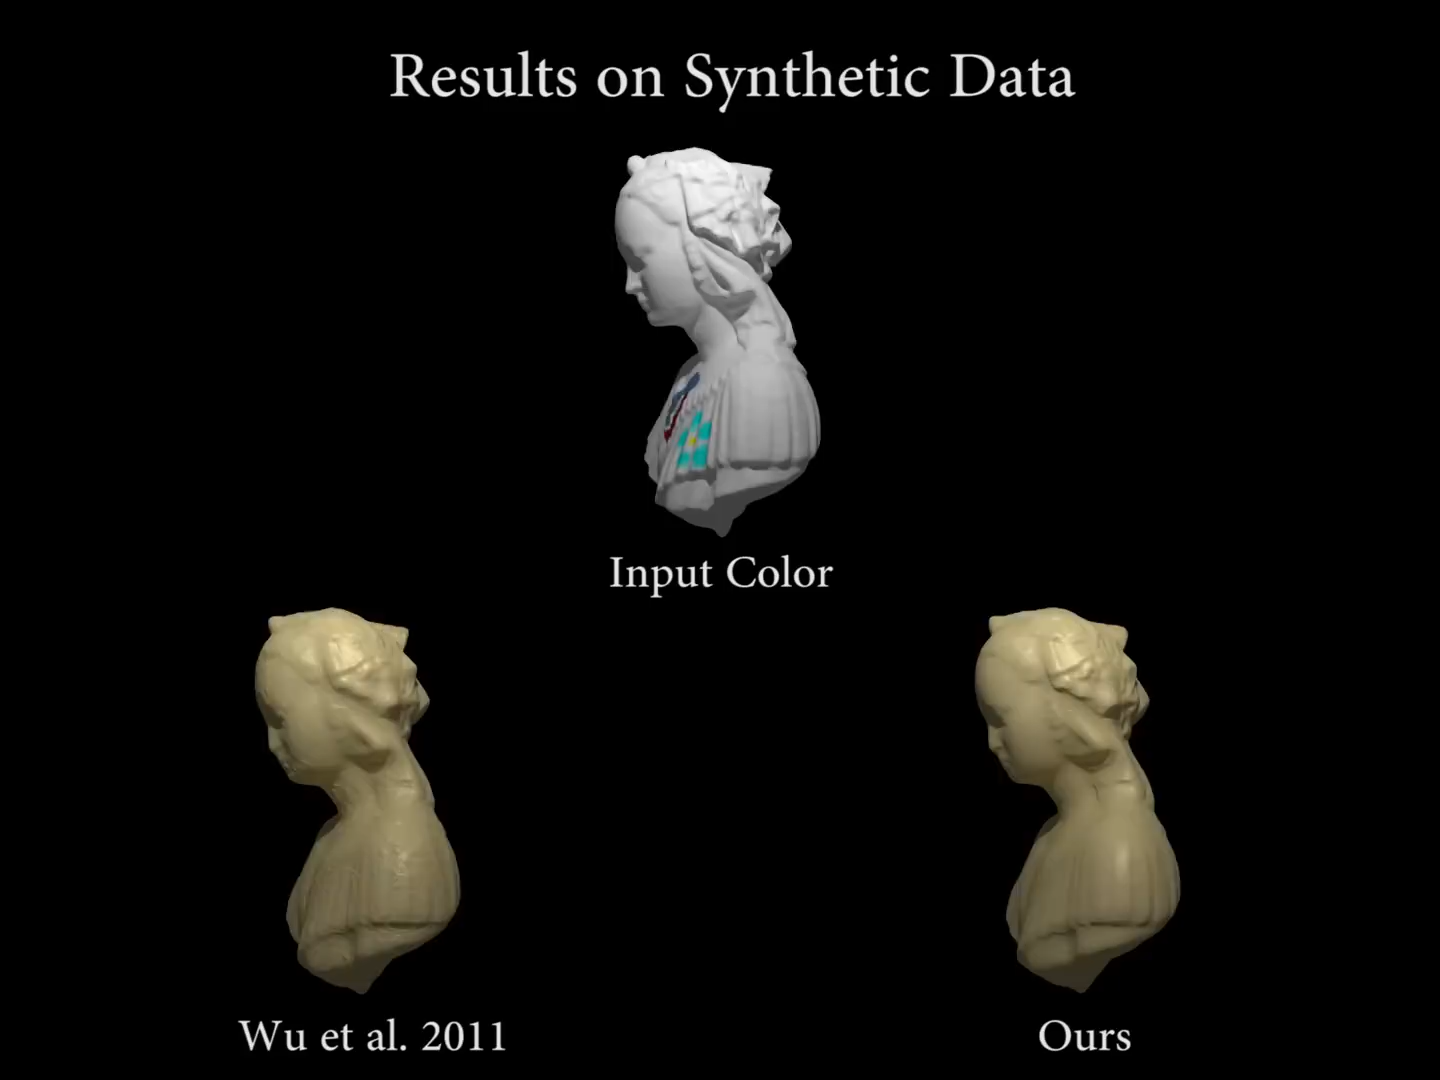 Results on Synthetic Data
Input Color
Wu et al. 2011
Ours